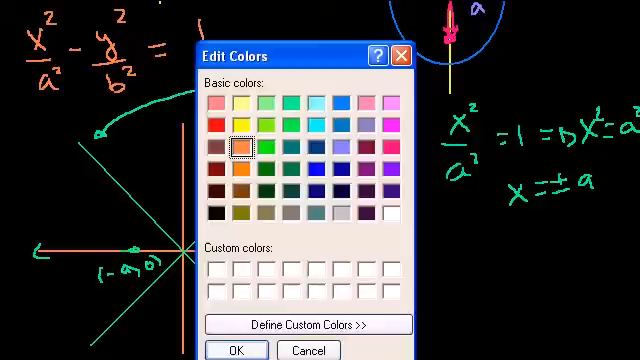 x²/a² - y²/b² =
a
Edit Colors
Basic colors:
x²/a² = 1 => x² = a²
x = ± a
(-a, 0)
Custom colors:
Define Custom Colors >>
OK
Cancel